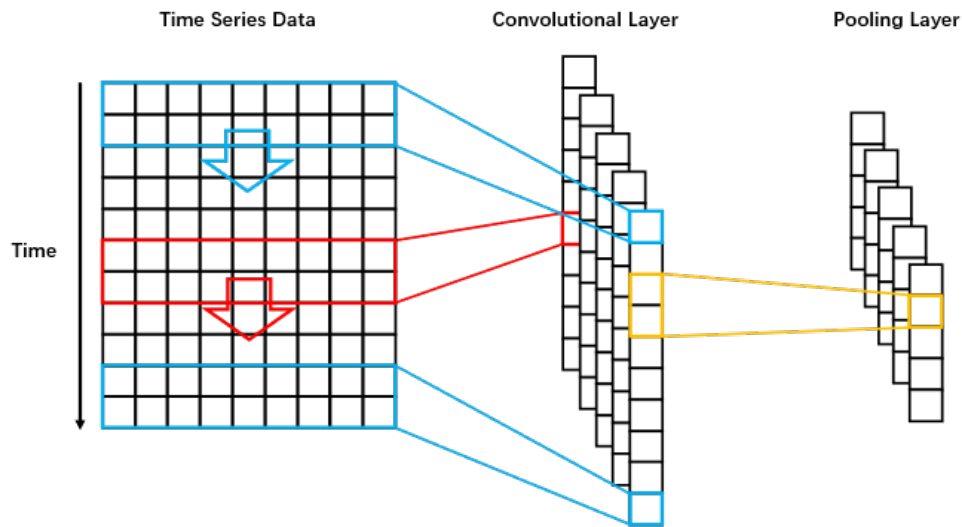 Time Series Data
Convolutional Layer
Pooling Layer
Time